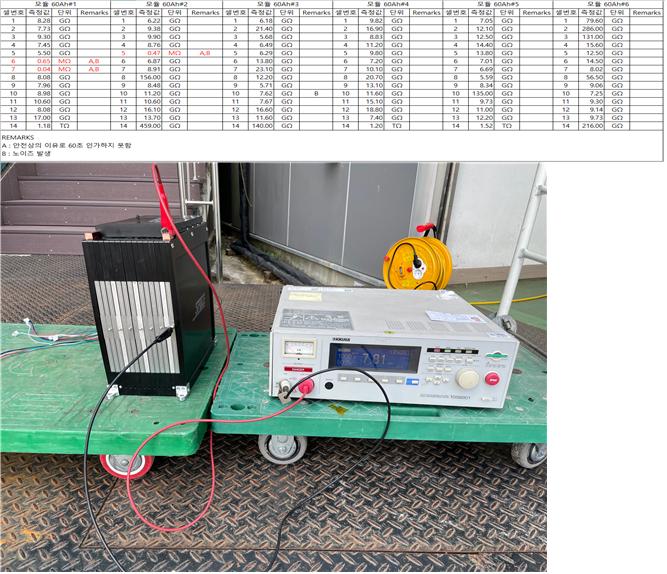 모듈 60Ah#1 모듈 60Ah#2 모듈 60Ah#3 모듈 60Ah#4 모듈 60Ah#5 모듈 60Ah#6
셀번호 측정값 단위 Remarks 셀번호 측정값 단위 Remarks 셀번호 측정값 단위 Remarks 셀번호 측정값 단위 Remarks 셀번호 측정값 단위 Remarks 셀번호 측정값 단위 Remarks
1 8.28 GΩ 1 6.22 GΩ 1 6.18 GΩ 1 9.82 GΩ 1 7.05 GΩ 1 79.60 GΩ
2 7.73 GΩ 2 9.38 GΩ 2 21.40 GΩ 2 16.90 GΩ 2 12.10 GΩ 2 286.00 GΩ
3 9.30 GΩ 3 9.90 GΩ 3 5.68 GΩ 3 8.83 GΩ 3 12.50 GΩ 3 131.00 GΩ
4 7.45 GΩ 4 8.76 GΩ 4 6.49 GΩ 4 11.20 GΩ 4 14.40 GΩ 4 15.60 GΩ
5 5.50 GΩ 5 0.47 MΩ A,B 5 6.29 GΩ 5 9.80 GΩ 5 GΩ 5 12.50 GΩ
6 0.65 MΩ A,B 6 6.87 GΩ 6 13.80 GΩ 6 7.20 GΩ 6 7.01 GΩ 6 14.50 GΩ
7 0.04 MΩ A,B 7 8.91 GΩ 7 23.10 GΩ 7 10.10 GΩ 7 6.69 GΩ 7 8.02 GΩ
8 8.08 GΩ 8 156.00 GΩ 8 12.20 GΩ 8 20.70 GΩ 8 5.59 GΩ 8 56.50 GΩ
9 7.96 GΩ 9 8.48 GΩ 9 5.71 GΩ 9 13.10 GΩ 9 8.34 GΩ 9 9.06 GΩ
10 8.98 GΩ 10 11.20 GΩ 10 7.62 GΩ B 10 11.60 GΩ 10 135.00 GΩ 10 7.25 GΩ
11 10.60 GΩ 11 10.60 GΩ 11 7.67 GΩ 11 15.10 GΩ 11 9.73 GΩ 11 9.30 GΩ
12 8.08 GΩ 12 16.10 GΩ 12 16.60 GΩ 12 18.80 GΩ 12 11.00 GΩ 12 9.14 GΩ
13 17.00 GΩ 13 13.70 GΩ 13 11.60 GΩ 13 7.40 GΩ 13 12.20 GΩ 13 9.73 GΩ
14 1.18 TΩ 14 459.00 GΩ 14 140.00 GΩ 14 1.20 TΩ 14 1.52 TΩ 14 216.00 GΩ
REMARKS
A : 안전상의 이유로 60초 인가하지 못함
B : 노이즈 발생
KIKUSUI
7.81
DANGER
TOS9201